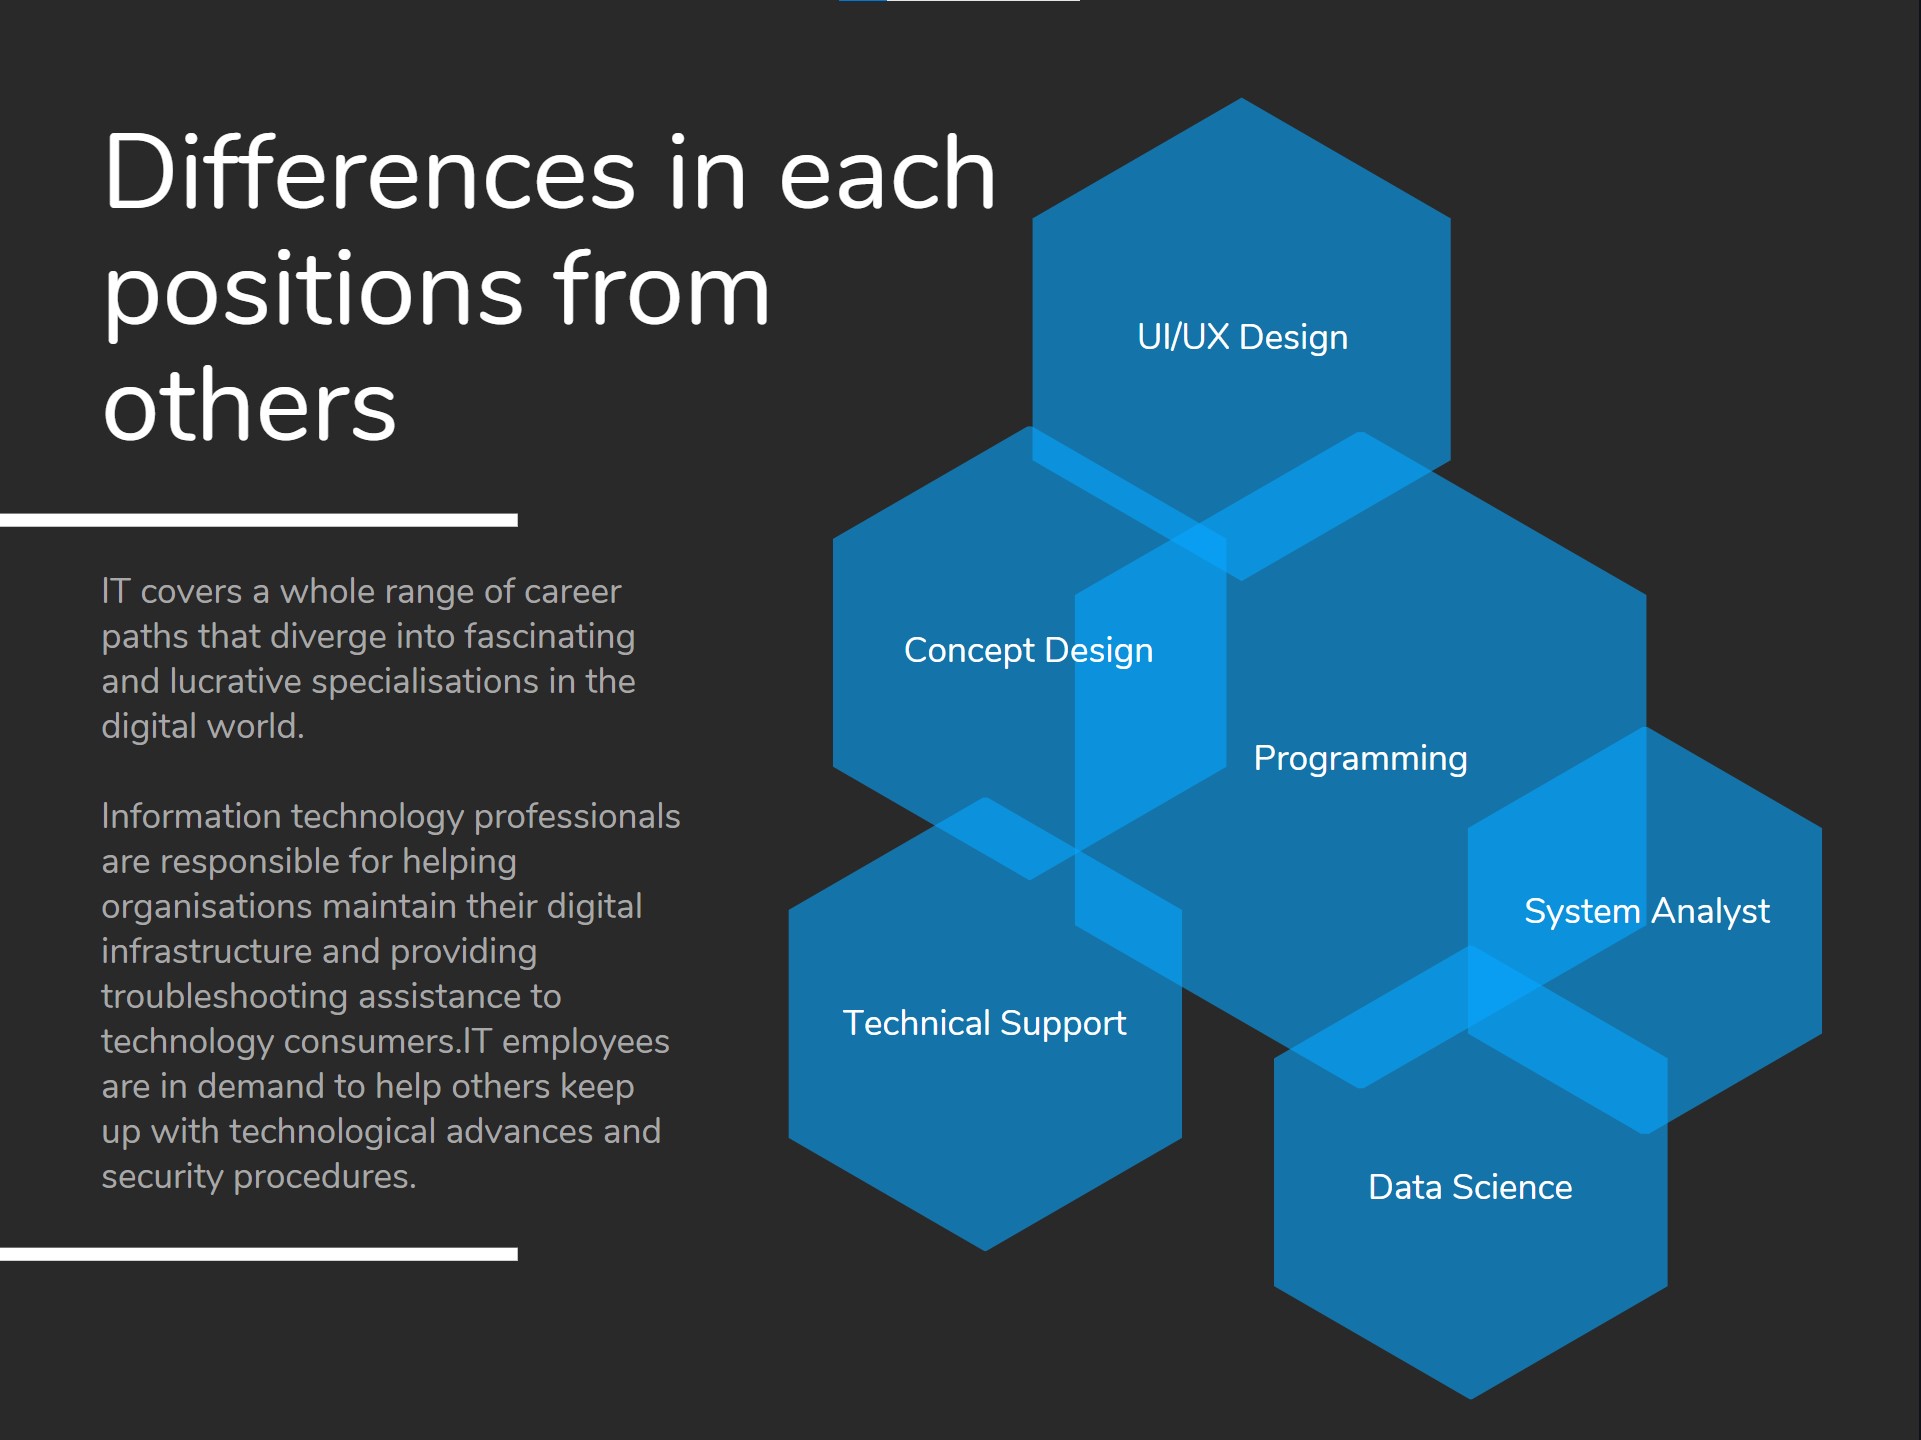 Differences in each
positions from
others
IT covers a whole range of career
paths that diverge into fascinating
and lucrative specialisations in the
digital world.
Information technology professionals
are responsible for helping
organisations maintain their digital
infrastructure and providing
troubleshooting assistance to
technology consumers.IT employees
are in demand to help others keep
up with technological advances and
security procedures.
UI/UX Design
Concept Design
Programming
System Analyst
Technical Support
Data Science